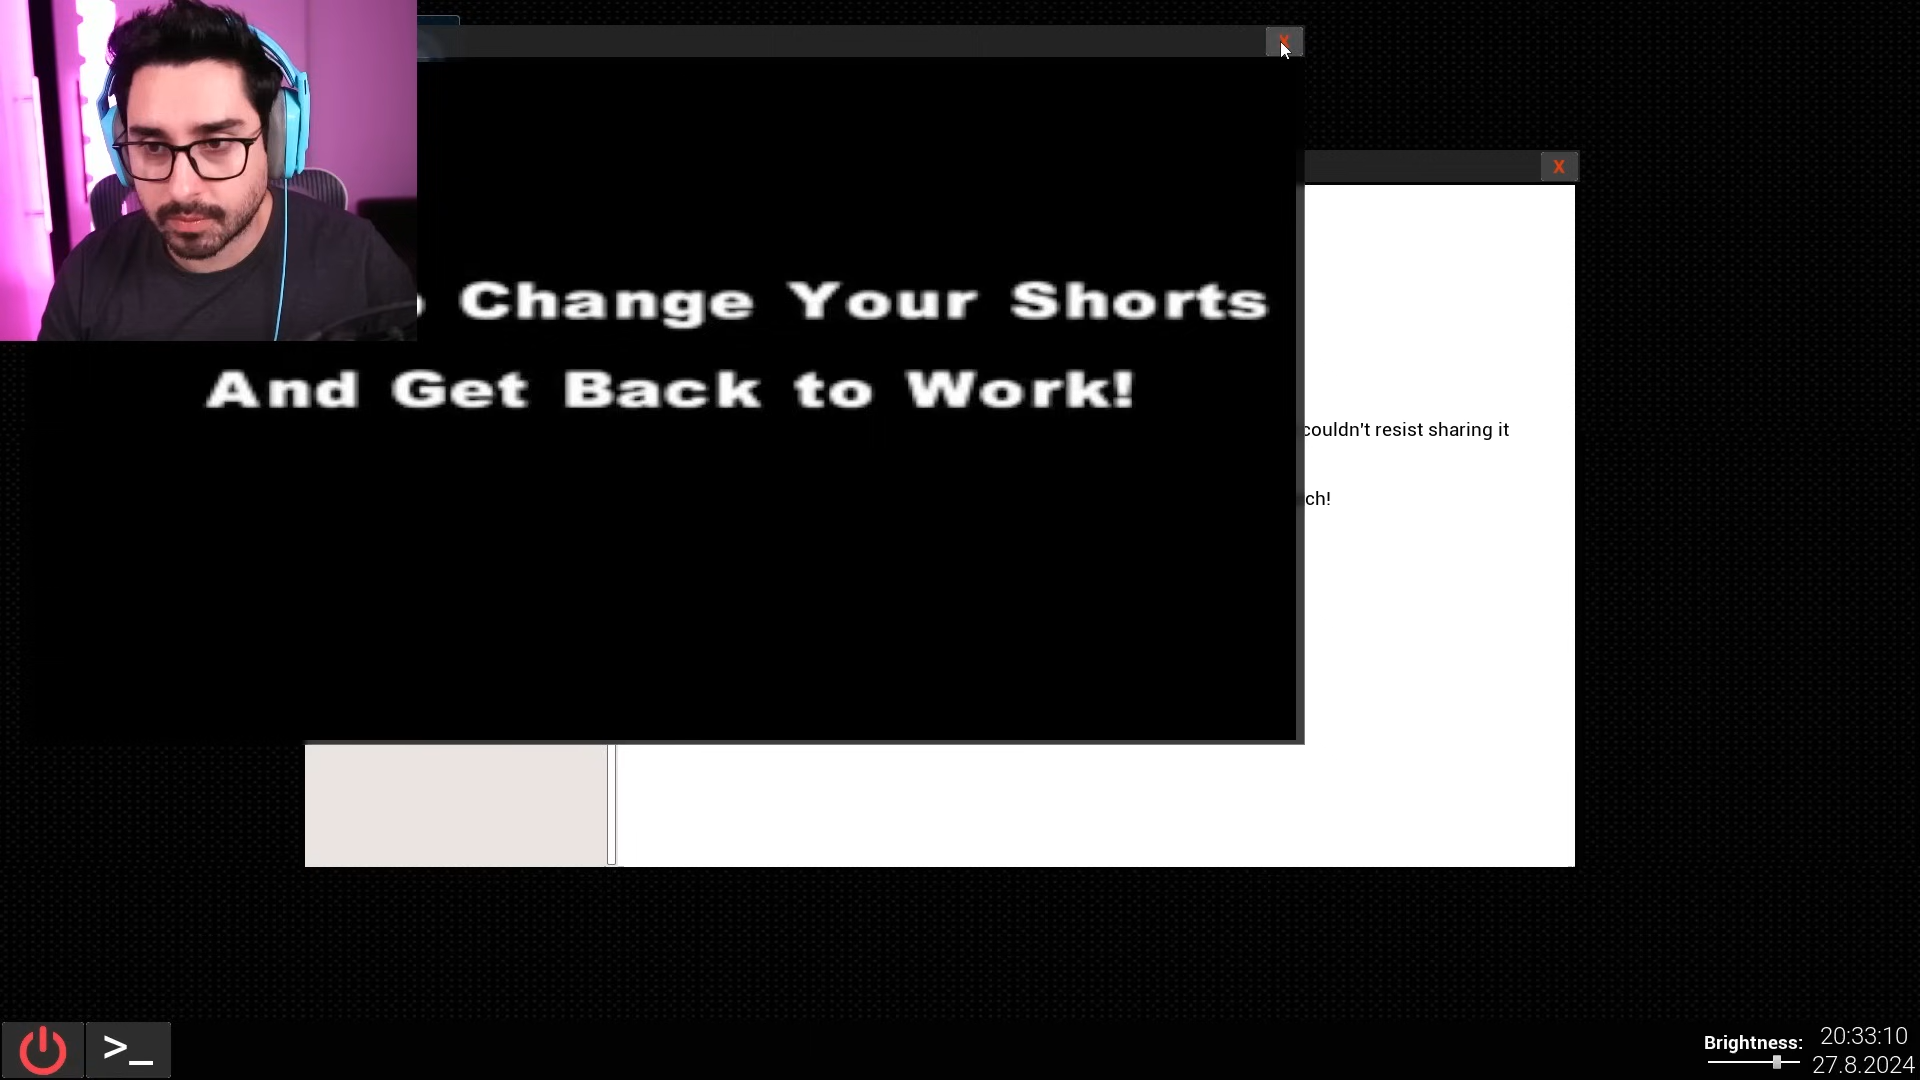 X
X
Change Your Shorts
And Get Back to Work!
couldn't resist sharing it
ch!
>_
Brightness:
20:33:10
27.8.2024